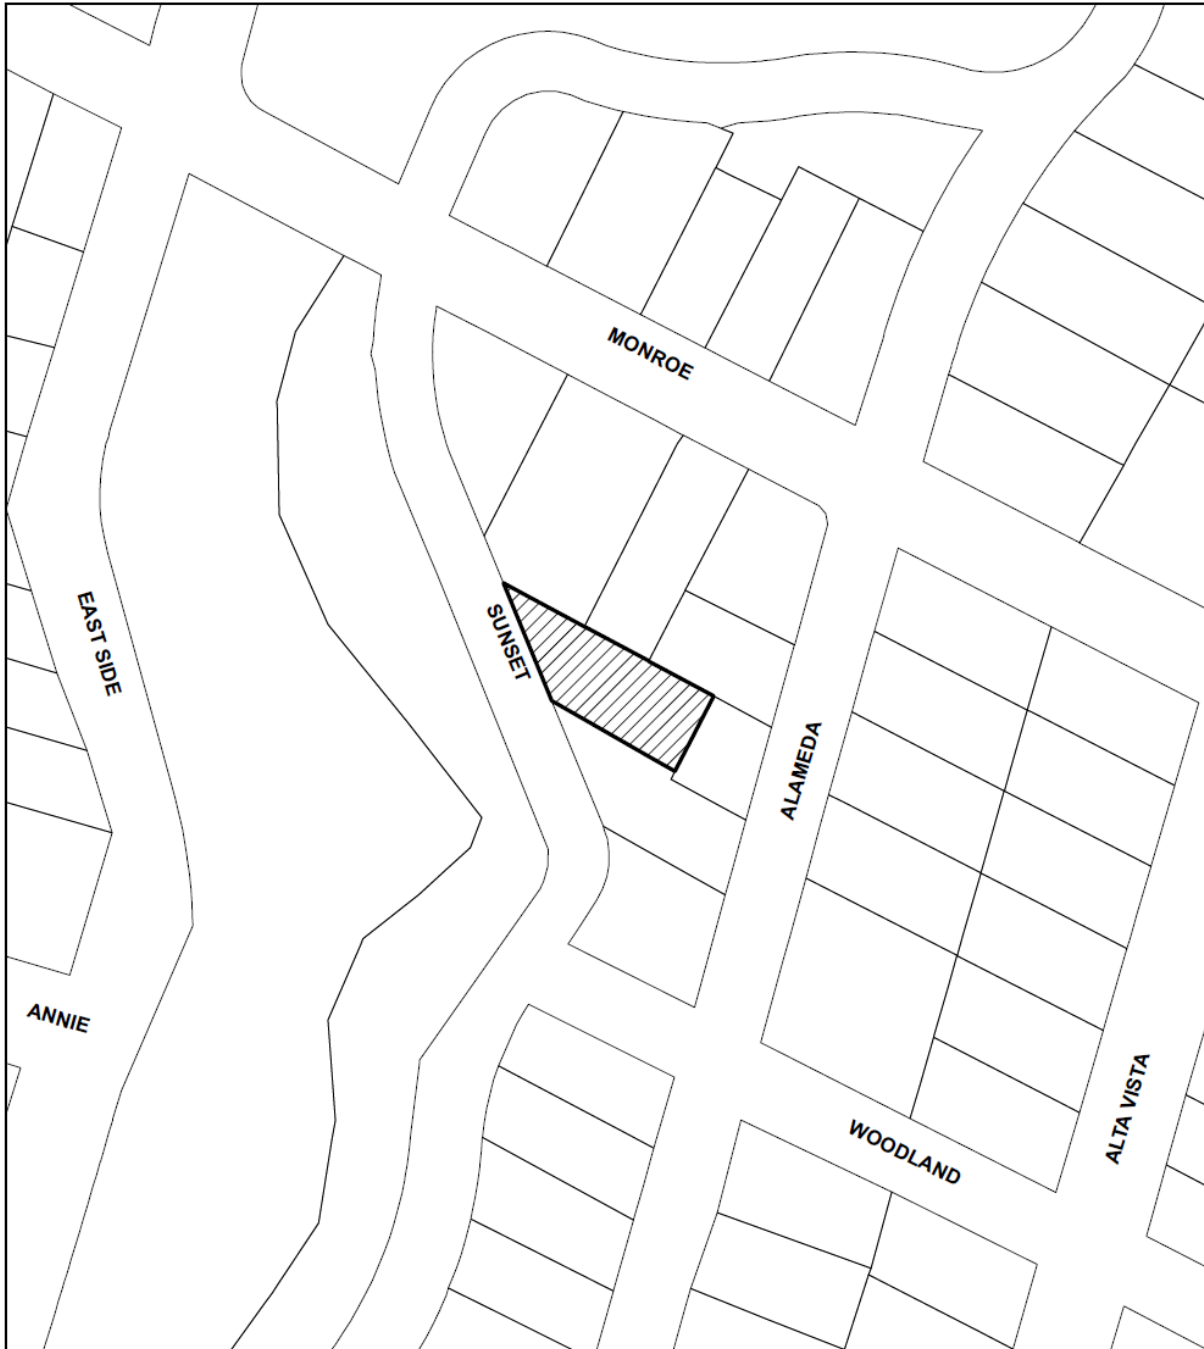 MONROE
EAST SIDE
SUNSET
ALAMEDA
ANNIE
WOODLAND
ALTA VISTA